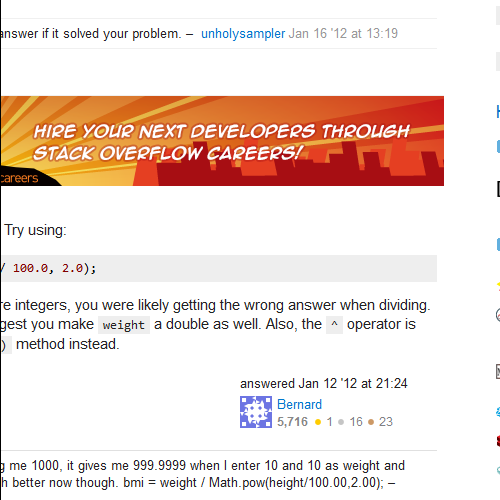 answer if it solved your problem. – unholysampler Jan 16 '12 at 13:19
HIRE YOUR NEXT DEVELOPERS THROUGH
STACK OVERFLOW CAREERS!
careers
Try using:
/ 100.0, 2.0);
re integers, you were likely getting the wrong answer when dividing.
gest you make weight a double as well. Also, the ^ operator is
) method instead.
answered Jan 12 '12 at 21:24
Bernard
5,716 1 16 23
g me 1000, it gives me 999.9999 when I enter 10 and 10 as weight and
h better now though. bmi = weight / Math.pow(height/100.00,2.00); –